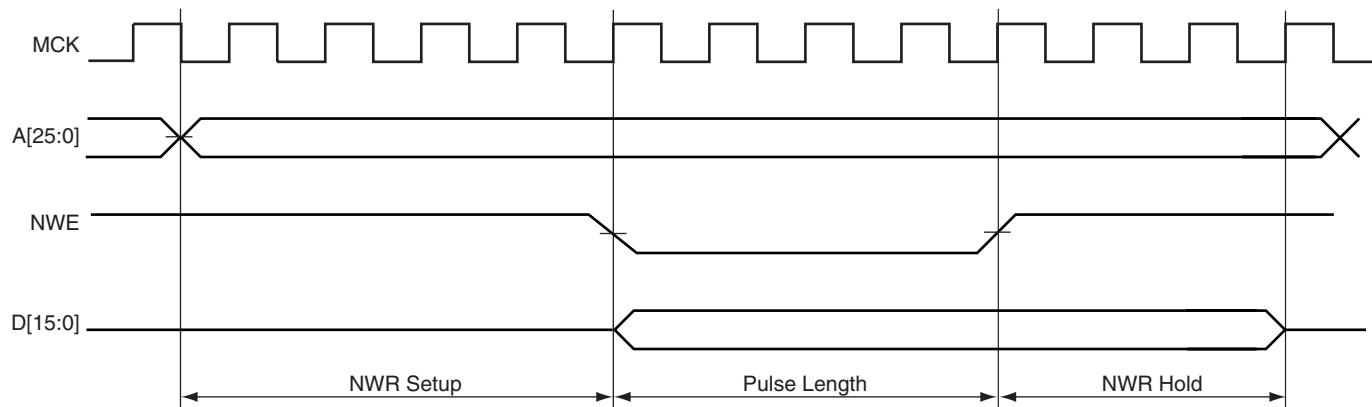 MCK
A[25:0]
NWE
D[15:0]
NWR Setup
Pulse Length
NWR Hold